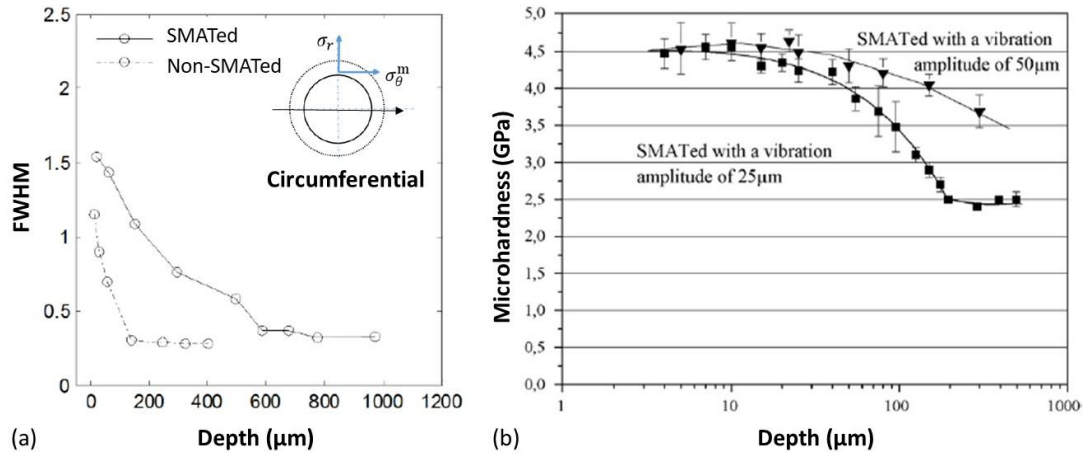 2.5
2
1.5
1
0.5
0
FWHM
SMATed
Non-SMATed
σr
σθm
Circumferential
0 200 400 600 800 1000 1200
(a) Depth (μm)
5,0
4,5
4,0
3,5
3,0
2,5
2,0
1,5
1,0
0,5
0,0
Microhardness (GPa)
SMATed with a vibration
amplitude of 50μm
SMATed with a vibration
amplitude of 25μm
1 10 100 1000
(b) Depth (μm)